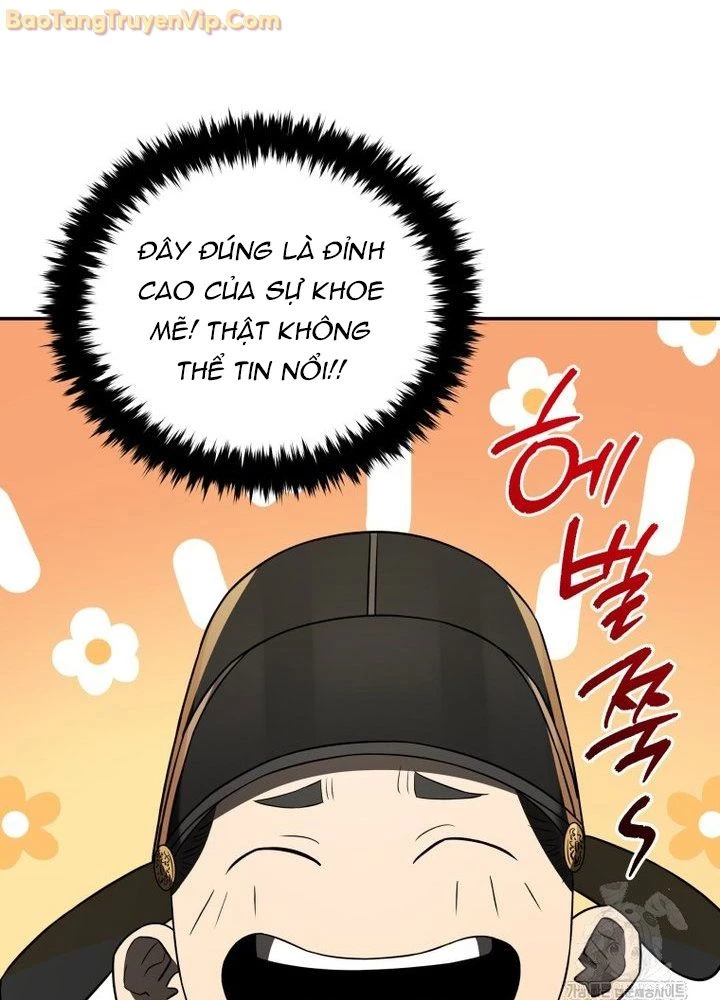 BaoTangTruyenVip.Com
ĐÂY ĐÚNG LÀ ĐỈNH
CAO CỦA SỰ KHOE
MẼ! THẬT KHÔNG
THỂ TIN NỔI!!
헤
벌
쭉